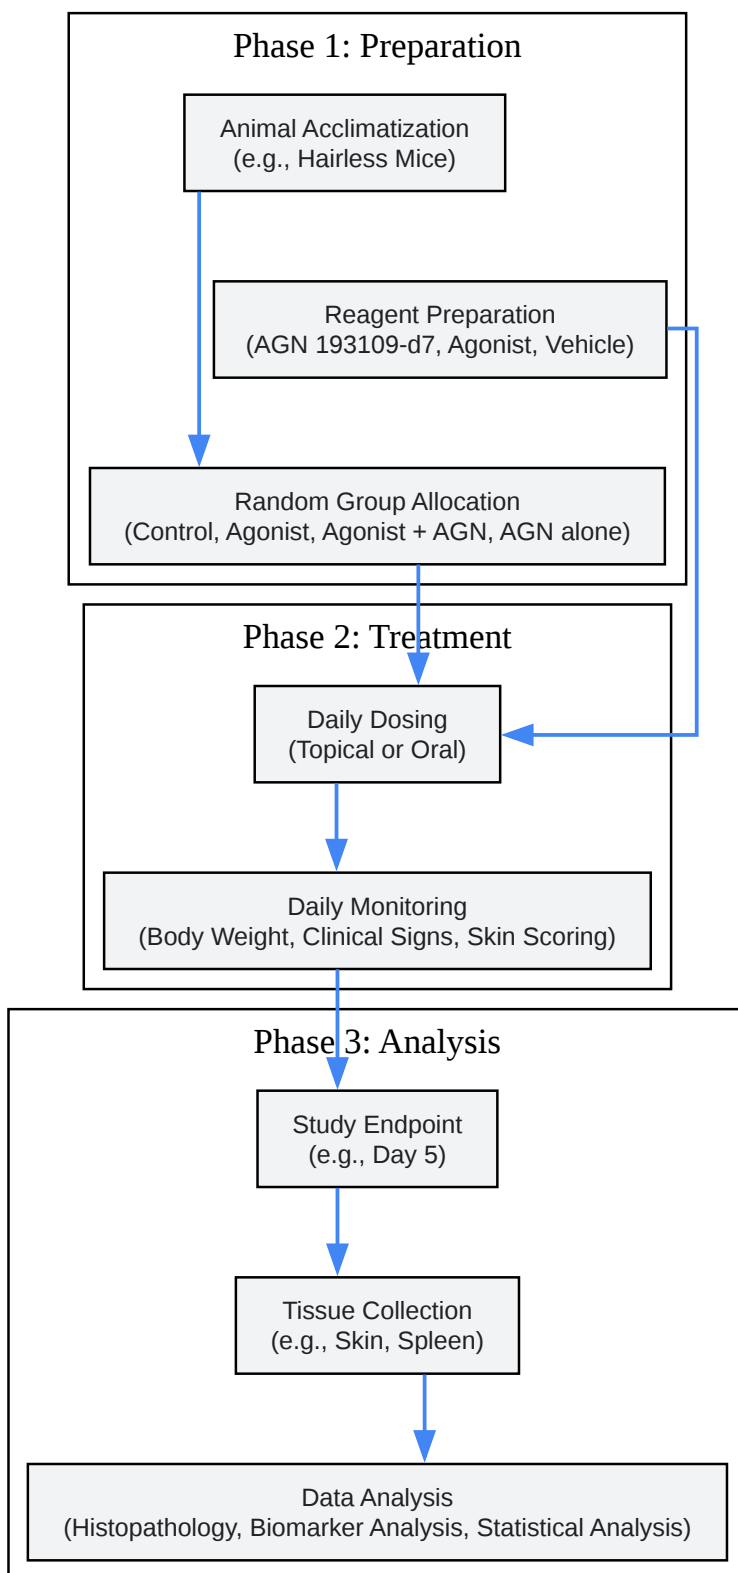 Phase 1: Preparation
Animal Acclimatization
(e.g., Hairless Mice)
Reagent Preparation
(AGN 193109-d7, Agonist, Vehicle)
Random Group Allocation
(Control, Agonist, Agonist + AGN, AGN alone)
Phase 2: Treatment
Daily Dosing
(Topical or Oral)
Daily Monitoring
(Body Weight, Clinical Signs, Skin Scoring)
Phase 3: Analysis
Study Endpoint
(e.g., Day 5)
Tissue Collection
(e.g., Skin, Spleen)
Data Analysis
(Histopathology, Biomarker Analysis, Statistical Analysis)